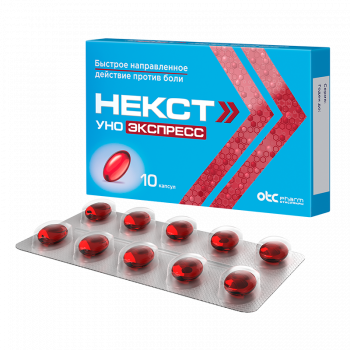 Быстрое направленное
действие против боли
НЕКСТ
УНО ЭКСПРЕСС
10 капсул
otc Pharm